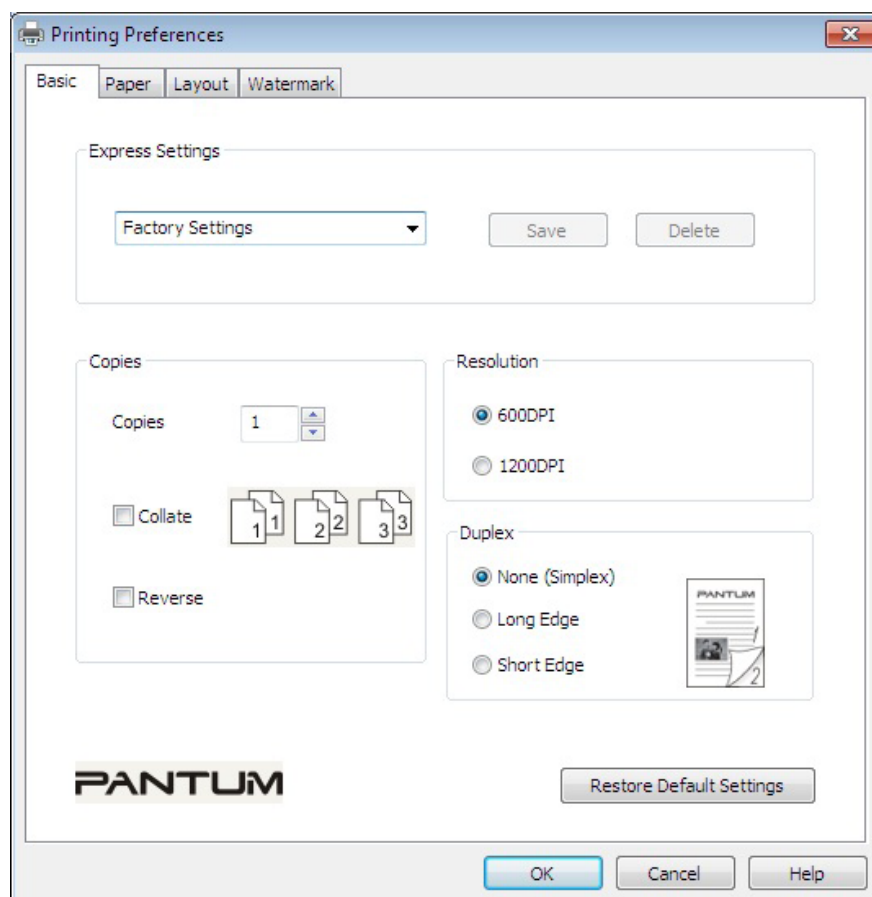 Printing Preferences
Basic Paper Layout Watermark
Express Settings
Factory Settings Save Delete
Copies
Copies 1
Collate 1 1 2 2 3 3
Reverse
Resolution
600DPI
1200DPI
Duplex
None (Simplex)
Long Edge
Short Edge
PANTUM
1
2
PANTUM
Restore Default Settings
OK Cancel Help